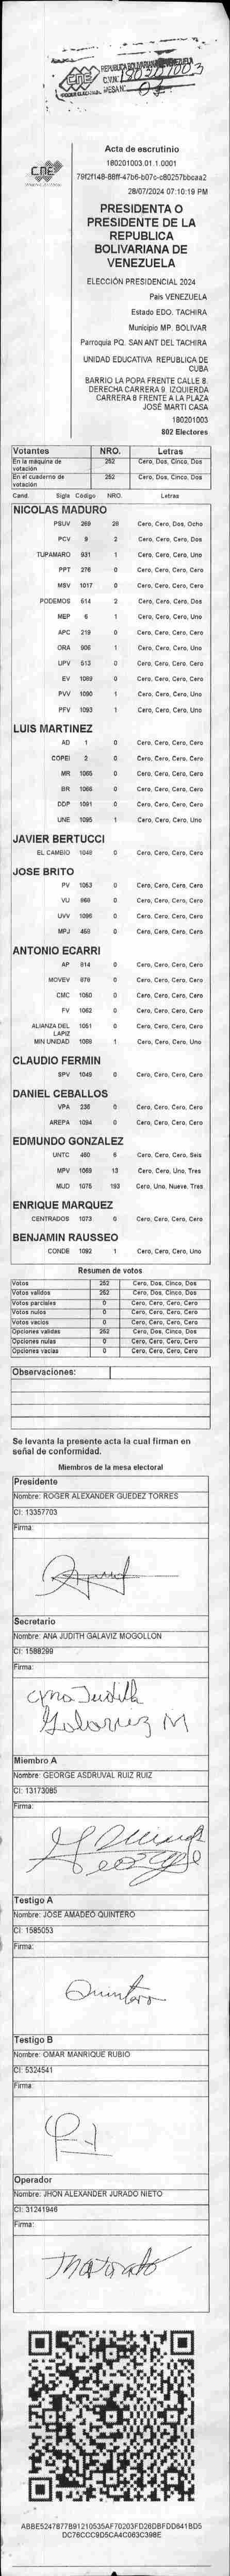 CNE
REPUBLICA BOLIVARIANA DE VENEZUELA
PODER ELECTORAL
Acta de escrutinio
180201003.01.1.0001
79f2f148-88ff-47b6-b07c-c80257bbcaa2
28/07/2024 07:10:19 PM
PRESIDENTA O
PRESIDENTE DE LA
REPUBLICA
BOLIVARIANA DE
VENEZUELA
ELECCIÓN PRESIDENCIAL 2024
País VENEZUELA
Estado EDO. TACHIRA
Municipio MP. BOLIVAR
Parroquia PQ. SAN ANT DEL TACHIRA
UNIDAD EDUCATIVA REPUBLICA DE
CUBA
BARRIO LA POPA FRENTE CALLE 8.
DERECHA CARRERA 9. IZQUIERDA
CARRERA 8 FRENTE A LA PLAZA
JOSÉ MARTI CASA
180201003
802 Electores
Votantes NRO. Letras
En la máquina de votación 252 Cero, Dos, Cinco, Dos
En el cuaderno de votación 252 Cero, Dos, Cinco, Dos
Cand. Sigla Código NRO. Letras
NICOLAS MADURO
PSUV 269 28 Cero, Cero, Dos, Ocho
PCV 9 2 Cero, Cero, Cero, Dos
TUPAMARO 931 1 Cero, Cero, Cero, Uno
PPT 276 0 Cero, Cero, Cero, Cero
MSV 1017 0 Cero, Cero, Cero, Cero
PODEMOS 614 2 Cero, Cero, Cero, Dos
MEP 6 1 Cero, Cero, Cero, Uno
APC 219 0 Cero, Cero, Cero, Cero
ORA 906 1 Cero, Cero, Cero, Uno
UPV 513 0 Cero, Cero, Cero, Cero
EV 1089 0 Cero, Cero, Cero, Cero
PVV 1090 1 Cero, Cero, Cero, Uno
PFV 1093 1 Cero, Cero, Cero, Uno
LUIS MARTINEZ
AD 1 0 Cero, Cero, Cero, Cero
COPEI 2 0 Cero, Cero, Cero, Cero
MR 1065 0 Cero, Cero, Cero, Cero
BR 1066 0 Cero, Cero, Cero, Cero
DDP 1091 0 Cero, Cero, Cero, Cero
UNE 1095 1 Cero, Cero, Cero, Uno
JAVIER BERTUCCI
EL CAMBIO 1048 0 Cero, Cero, Cero, Cero
JOSE BRITO
PV 1053 0 Cero, Cero, Cero, Cero
VU 968 0 Cero, Cero, Cero, Cero
UVV 1096 0 Cero, Cero, Cero, Cero
MPJ 458 0 Cero, Cero, Cero, Cero
ANTONIO ECARRI
AP 814 0 Cero, Cero, Cero, Cero
MOVEV 878 0 Cero, Cero, Cero, Cero
CMC 1050 0 Cero, Cero, Cero, Cero
FV 1062 0 Cero, Cero, Cero, Cero
ALIANZA DEL LAPIZ 1051 0 Cero, Cero, Cero, Cero
MIN UNIDAD 1088 1 Cero, Cero, Cero, Uno
CLAUDIO FERMIN
SPV 1049 0 Cero, Cero, Cero, Cero
DANIEL CEBALLOS
VPA 236 0 Cero, Cero, Cero, Cero
AREPA 1094 0 Cero, Cero, Cero, Cero
EDMUNDO GONZALEZ
UNTC 480 6 Cero, Cero, Cero, Seis
MPV 1069 13 Cero, Cero, Uno, Tres
MUD 1075 193 Cero, Uno, Nueve, Tres
ENRIQUE MARQUEZ
CENTRADOS 1073 0 Cero, Cero, Cero, Cero
BENJAMIN RAUSSEO
CONDE 1092 1 Cero, Cero, Cero, Uno
Resumen de votos
Votos 252 Cero, Dos, Cinco, Dos
Votos validos 252 Cero, Dos, Cinco, Dos
Votos parciales 0 Cero, Cero, Cero, Cero
Votos nulos 0 Cero, Cero, Cero, Cero
Votos vacíos 0 Cero, Cero, Cero, Cero
Opciones validas 252 Cero, Dos, Cinco, Dos
Opciones nulas 0 Cero, Cero, Cero, Cero
Opciones vacías 0 Cero, Cero, Cero, Cero
Observaciones:
Se levanta la presente acta la cual firman en
señal de conformidad.
Miembros de la mesa electoral
Presidente
Nombre: ROGER ALEXANDER GUEDEZ TORRES
CI: 13357703
Firma:
Secretario
Nombre: ANA JUDITH GALAVIZ MOGOLLON
CI: 1588299
Firma:
Ana Judith
Galaviz M
Miembro A
Nombre: GEORGE ASDRUVAL RUIZ RUIZ
CI: 13173085
Firma:
Testigo A
Nombre: JOSE AMADEO QUINTERO
CI: 1585053
Firma:
Quintero
Testigo B
Nombre: OMAR MANRIQUE RUBIO
CI: 5324541
Firma:
Operador
Nombre: JHON ALEXANDER JURADO NIETO
CI: 31241946
Firma:
ABBE5247877B91210535AF70203FD26DBFDD641BD5
DC76CCC9D5CA4C063C398E